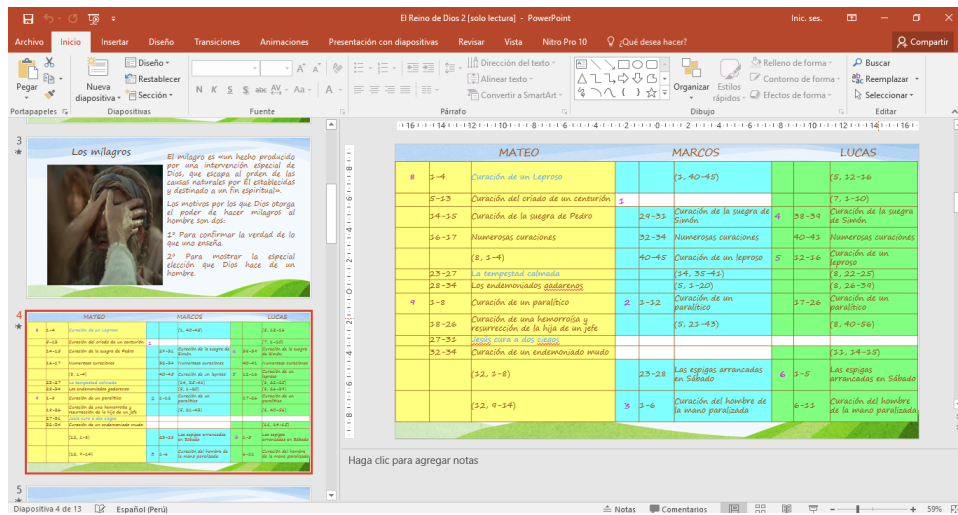 El Reino de Dios 2 [solo lectura] - PowerPoint
Inic. ses.
Archivo Inicio Insertar Diseño Transiciones Animaciones Presentación con diapositivas Revisar Vista Nitro Pro 10 ¿Qué desea hacer? Compartir
Pegar
Nueva diapositiva
Diseño
Restablecer
Sección
N K S S abc AV Aa A
Dirección del texto
Alinear texto
Convertir a SmartArt
Organizar
Estilos rápidos
Relleno de forma
Contorno de forma
Efectos de forma
Buscar
Reemplazar
Seleccionar
Portapapeles Diapositivas Fuente Párrafo Dibujo Editar
3
Los milagros
El milagro es «un hecho producido
por una intervención especial de
Dios, que escapa al orden de las
causas naturales por Él establecidas
y destinado a un fin espiritual».
Los motivos por los que Dios otorga
el poder de hacer milagros al
hombre son dos:
1º Para confirmar la verdad de lo
que uno enseña.
2º Para mostrar la especial
elección que Dios hace de un
hombre.
4
5
MATEO MARCOS LUCAS
8 1-4 Curación de un Leproso (1, 40-45) (5, 12-16
5-13 Curación del criado de un centurión 1 (7, 1-10)
14-15 Curación de la suegra de Pedro 29-31 Curación de la suegra de Simón 4 38-39 Curación de la suegra de Simón
16-17 Numerosas curaciones 32-34 Numerosas curaciones 40-41 Numerosas curaciones
(8, 1-4) 40-45 Curación de un leproso 5 12-16 Curación de un leproso
23-27 La tempestad calmada (14, 35-41) (8, 22-25)
28-34 Los endemoniados gadarenos (5, 1-20) (8, 26-39)
9 1-8 Curación de un paralítico 2 1-12 Curación de un paralítico 17-26 Curación de un paralítico
18-26 Curación de una hemorroísa y resurrección de la hija de un jefe (5, 21-43) (8, 40-56)
27-31 Jesús cura a dos ciegos
32-34 Curación de un endemoniado mudo (11, 14-15)
(12, 1-8) 23-28 Las espigas arrancadas en Sábado 6 1-5 Las espigas arrancadas en Sábado
(12, 9-14) 3 1-6 Curación del hombre de la mano paralizada 6-11 Curación del hombre de la mano paralizada
Haga clic para agregar notas
Diapositiva 4 de 13 Español (Perú) Notas Comentarios 59%